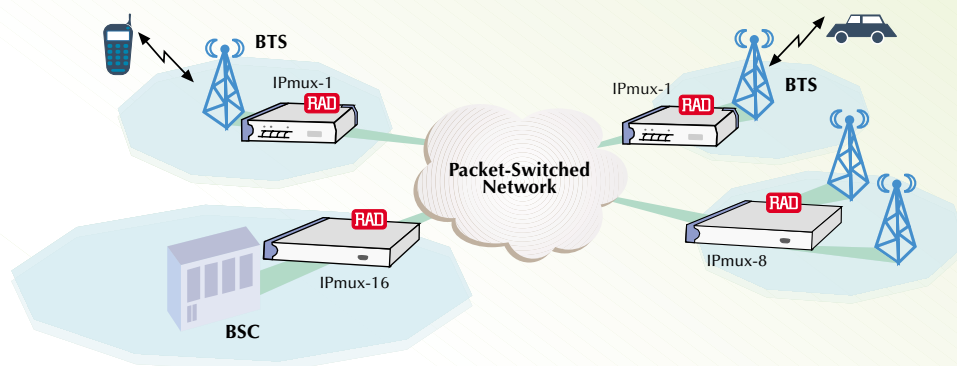 BTS
IPmux-1
RAD
IPmux-1
RAD
BTS
Packet-Switched
Network
RAD
IPmux-16
BSC
RAD
IPmux-8